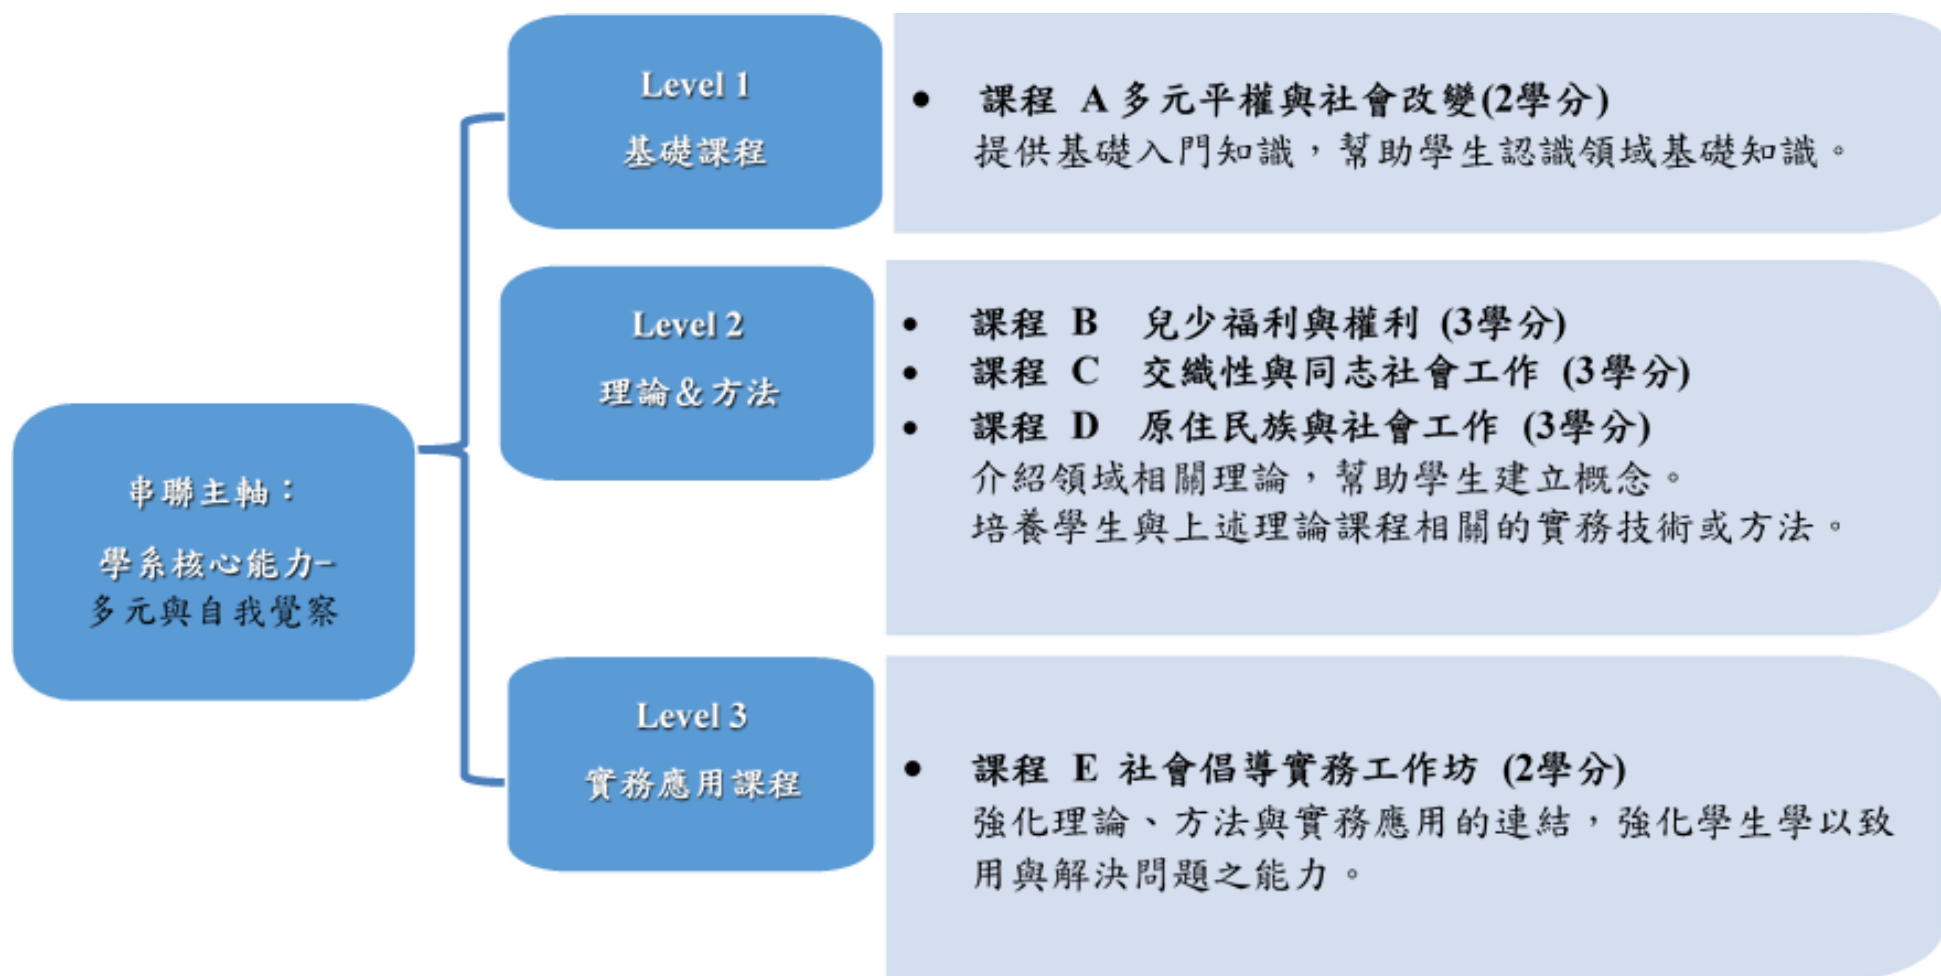 串聯主軸：
學系核心能力-
多元與自我覺察
Level 1
基礎課程
• 課程 A 多元平權與社會改變(2學分)
提供基礎入門知識，幫助學生認識領域基礎知識。
Level 2
理論＆方法
• 課程 B 兒少福利與權利 (3學分)
• 課程 C 交織性與同志社會工作 (3學分)
• 課程 D 原住民族與社會工作 (3學分)
介紹領域相關理論，幫助學生建立概念。
培養學生與上述理論課程相關的實務技術或方法。
Level 3
實務應用課程
• 課程 E 社會倡導實務工作坊 (2學分)
強化理論、方法與實務應用的連結，強化學生學以致
用與解決問題之能力。